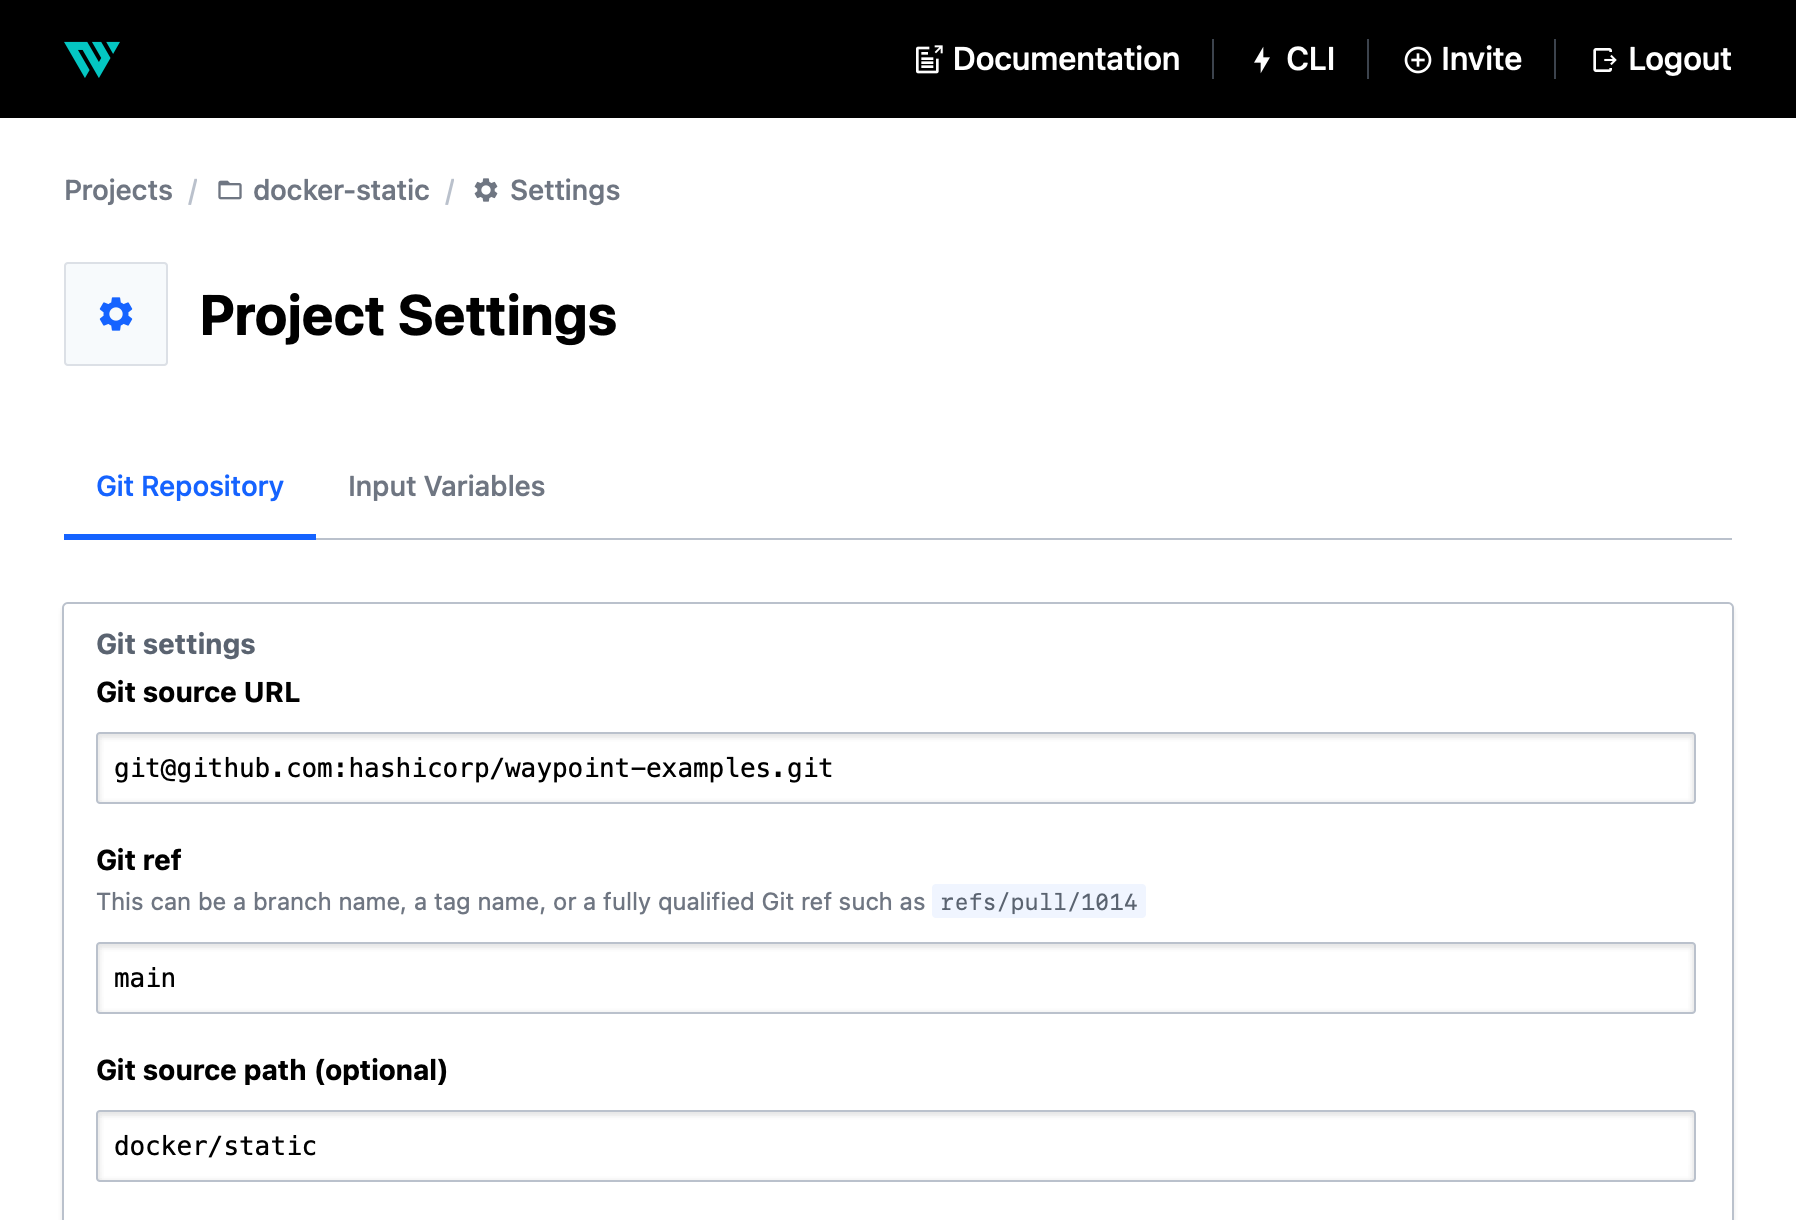 Documentation CLI Invite Logout
Projects / docker-static / Settings
Project Settings
Git Repository Input Variables
Git settings
Git source URL
git@github.com:hashicorp/waypoint-examples.git
Git ref
This can be a branch name, a tag name, or a fully qualified Git ref such as refs/pull/1014
main
Git source path (optional)
docker/static